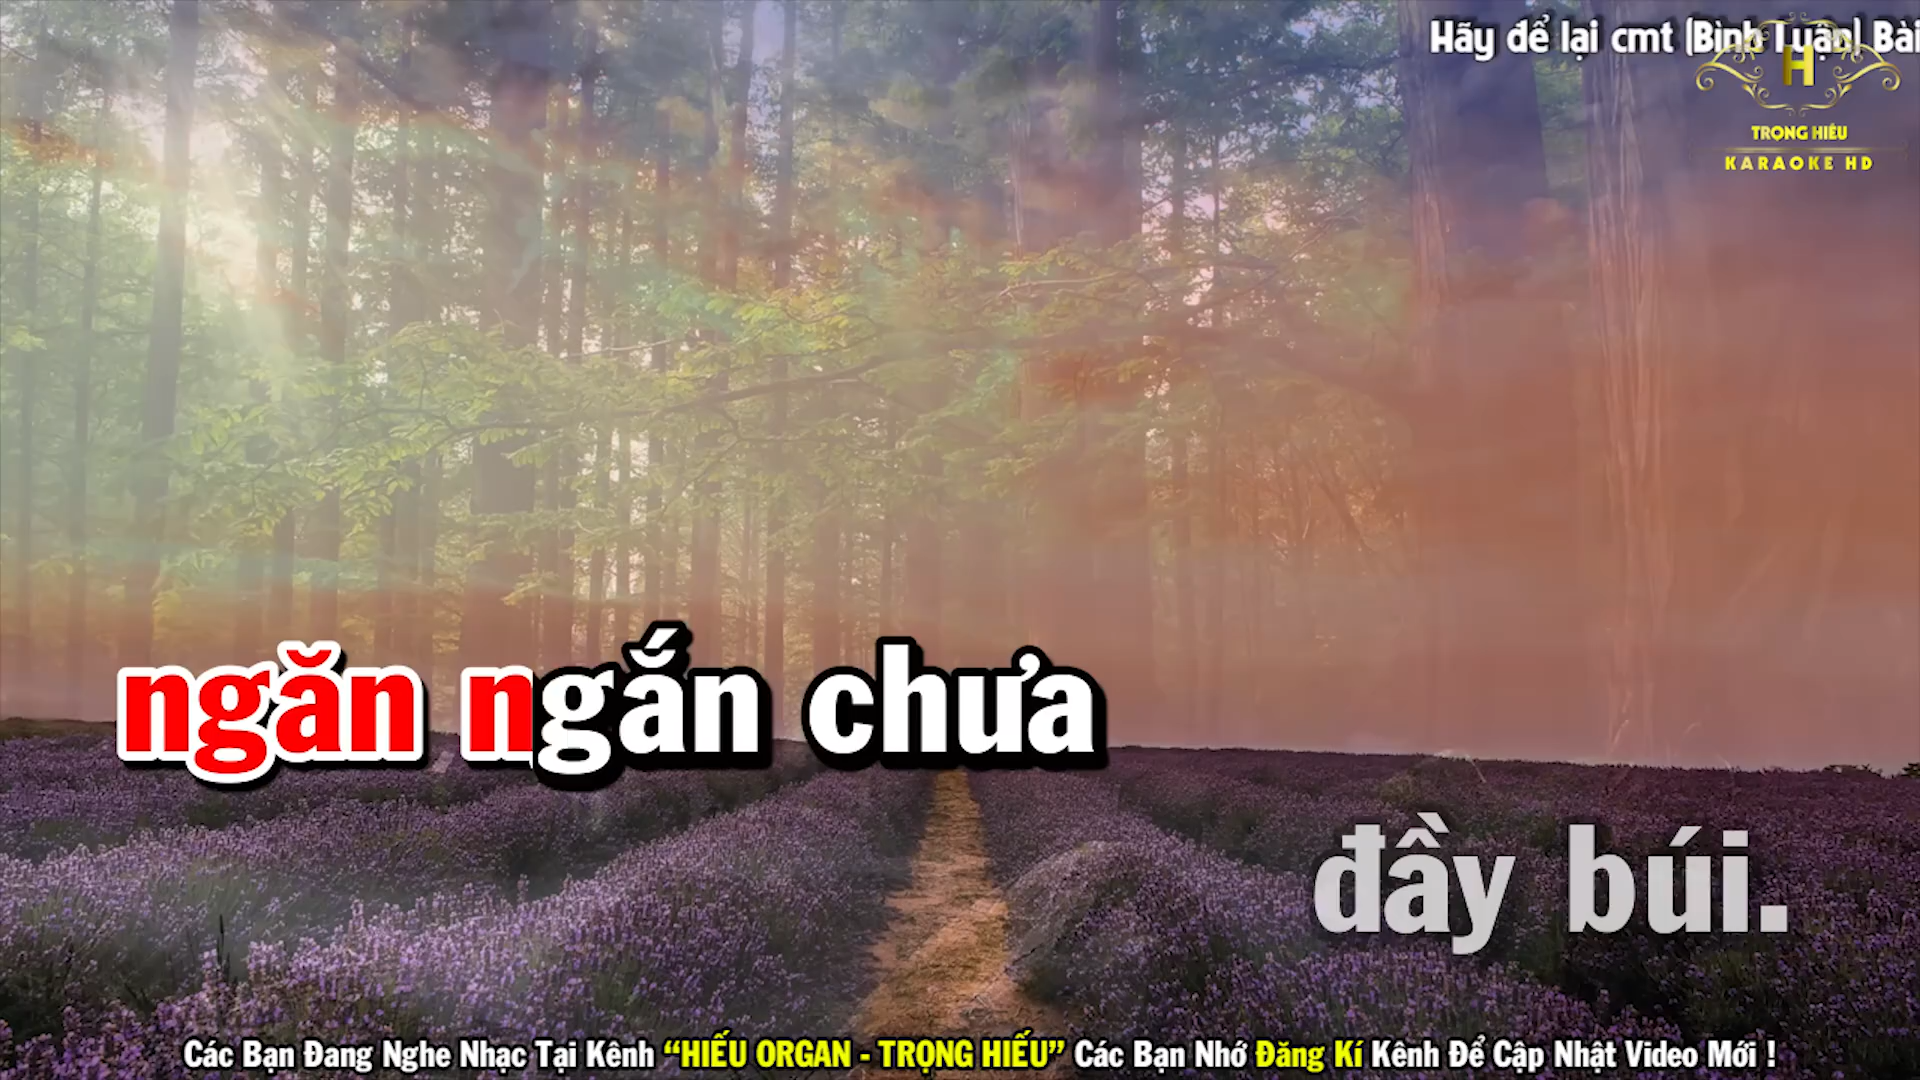 Hãy để lại cmt (Bình Luận) Bài
H
TRỌNG HIẾU
KARAOKE HD
ngăn ngắn chưa
đầy búi.
Các Bạn Đang Nghe Nhạc Tại Kênh “HIẾU ORGAN - TRỌNG HIẾU” Các Bạn Nhớ Đăng Kí Kênh Để Cập Nhật Video Mới !